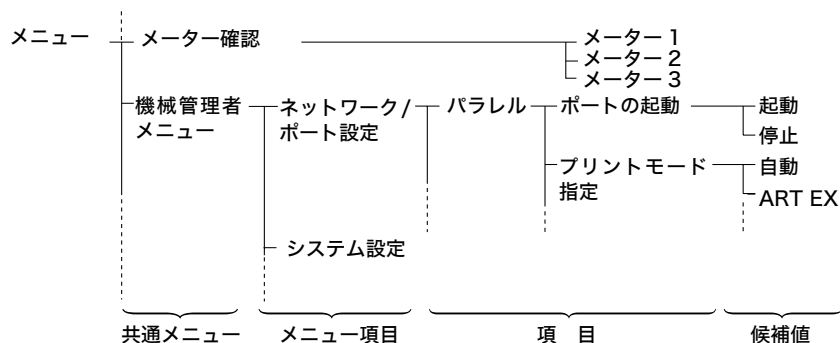 メニュー
メーター確認
メーター 1
メーター 2
メーター 3
機械管理者
メニュー
ネットワーク/
ポート設定
パラレル
ポートの起動
起動
停止
プリントモード
指定
自動
ART EX
システム設定
共通メニュー
メニュー項目
項　目
候補値